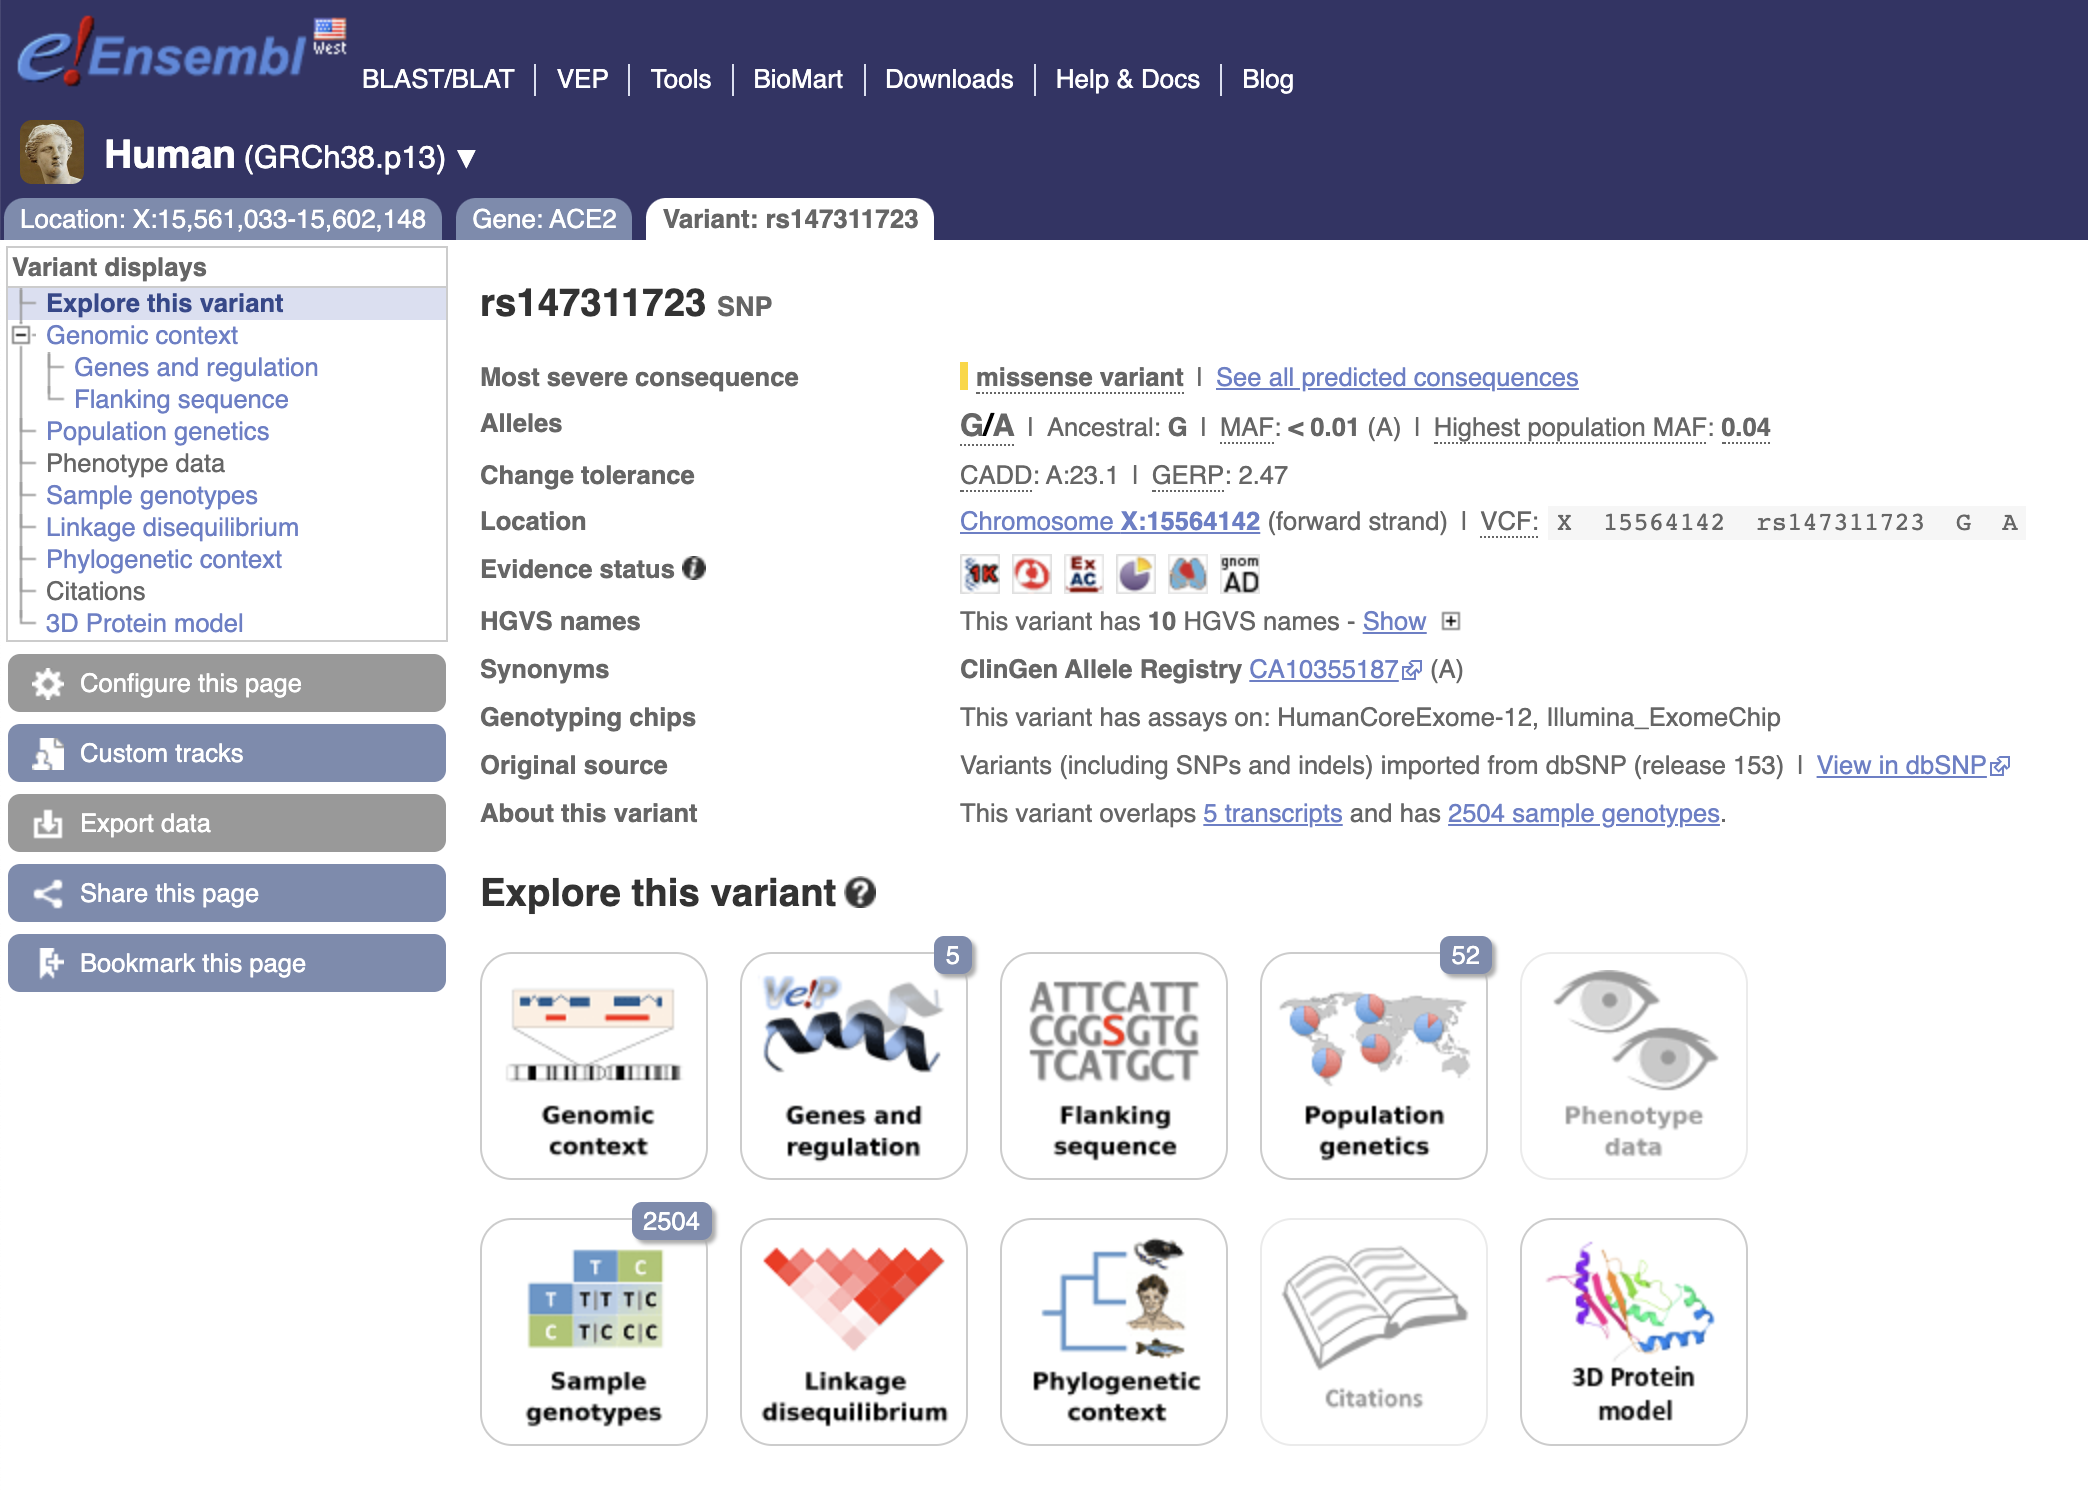 e!Ensembl West
BLAST/BLAT | VEP | Tools | BioMart | Downloads | Help & Docs | Blog
Human (GRCh38.p13) ▼
Location: X:15,561,033-15,602,148 Gene: ACE2 Variant: rs147311723
Variant displays
Explore this variant
Genomic context
Genes and regulation
Flanking sequence
Population genetics
Phenotype data
Sample genotypes
Linkage disequilibrium
Phylogenetic context
Citations
3D Protein model
Configure this page
Custom tracks
Export data
Share this page
Bookmark this page
rs147311723 SNP
Most severe consequence missense variant | See all predicted consequences
Alleles G/A | Ancestral: G | MAF: < 0.01 (A) | Highest population MAF: 0.04
Change tolerance CADD: A:23.1 | GERP: 2.47
Location Chromosome X:15564142 (forward strand) | VCF: X 15564142 rs147311723 G A
Evidence status i 1K Ex AC gnom AD
HGVS names This variant has 10 HGVS names - Show
Synonyms ClinGen Allele Registry CA10355187 (A)
Genotyping chips This variant has assays on: HumanCoreExome-12, Illumina_ExomeChip
Original source Variants (including SNPs and indels) imported from dbSNP (release 153) | View in dbSNP
About this variant This variant overlaps 5 transcripts and has 2504 sample genotypes.
Explore this variant ?
Genomic
context
5
Ve!P
Genes and
regulation
ATTCATT
CGGSGTG
TCATGCT
Flanking
sequence
52
Population
genetics
Phenotype
data
2504
T C
T T|T T|C
C T|C C|C
Sample
genotypes
Linkage
disequilibrium
Phylogenetic
context
Citations
3D Protein
model